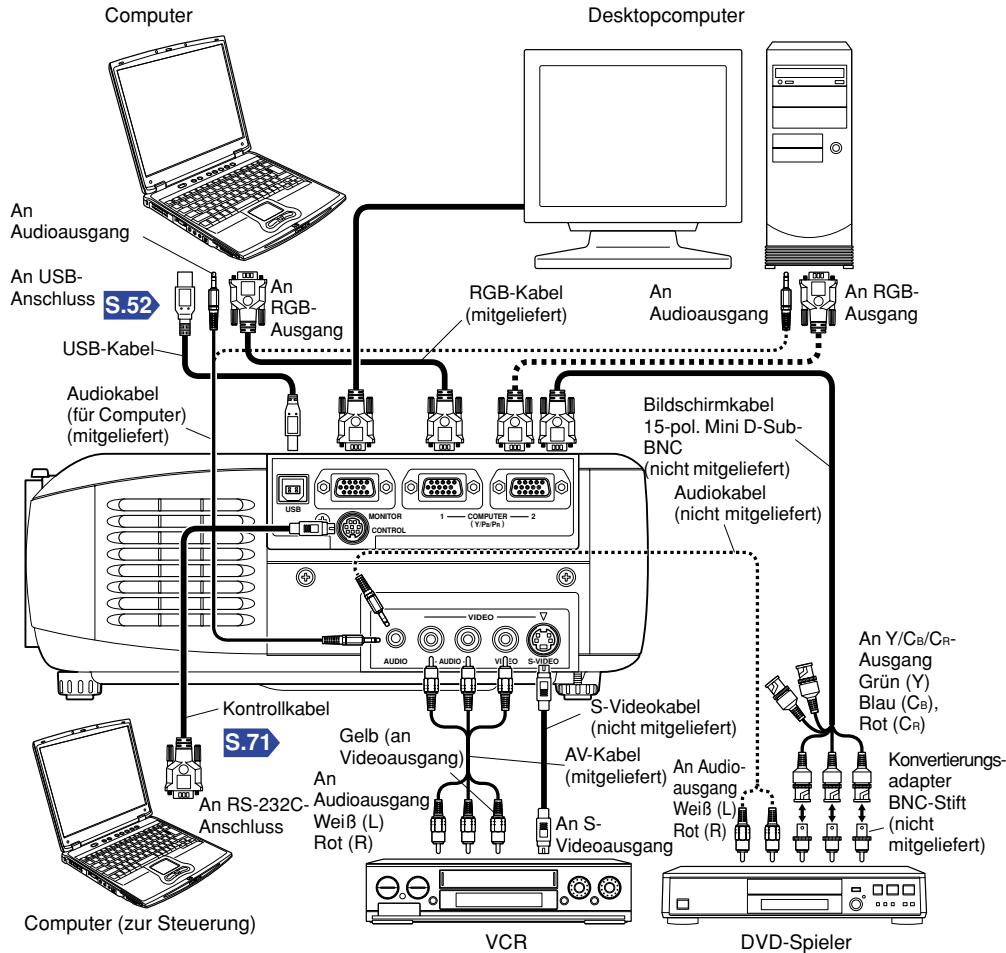 Computer
Desktopcomputer
An
Audioausgang
An USB-
Anschluss
S.52
USB-Kabel
An
RGB-
Ausgang
RGB-Kabel
(mitgeliefert)
An
Audioausgang
An RGB-
Ausgang
Audiokabel
(für Computer)
(mitgeliefert)
Bildschirmkabel
15-pol. Mini D-Sub-
BNC
(nicht mitgeliefert)
Audiokabel
(nicht mitgeliefert)
USB
MONITOR
1 COMPUTER 2
(Y/PB/PR)
CONTROL
VIDEO
AUDIO
- AUDIO -
VIDEO
S-VIDEO
An Y/CB/CR-
Ausgang
Grün (Y)
Blau (CB),
Rot (CR)
Kontrollkabel
S.71
An RS-232C-
Anschluss
Gelb (an
Videoausgang)
An
Audioausgang
Weiß (L)
Rot (R)
S-Videokabel
(nicht mitgeliefert)
AV-Kabel
(mitgeliefert)
An S-
Videoausgang
An Audio-
ausgang
Weiß (L)
Rot (R)
Konvertierungs-
adapter
BNC-Stift
(nicht
mitgeliefert)
Computer (zur Steuerung)
VCR
DVD-Spieler